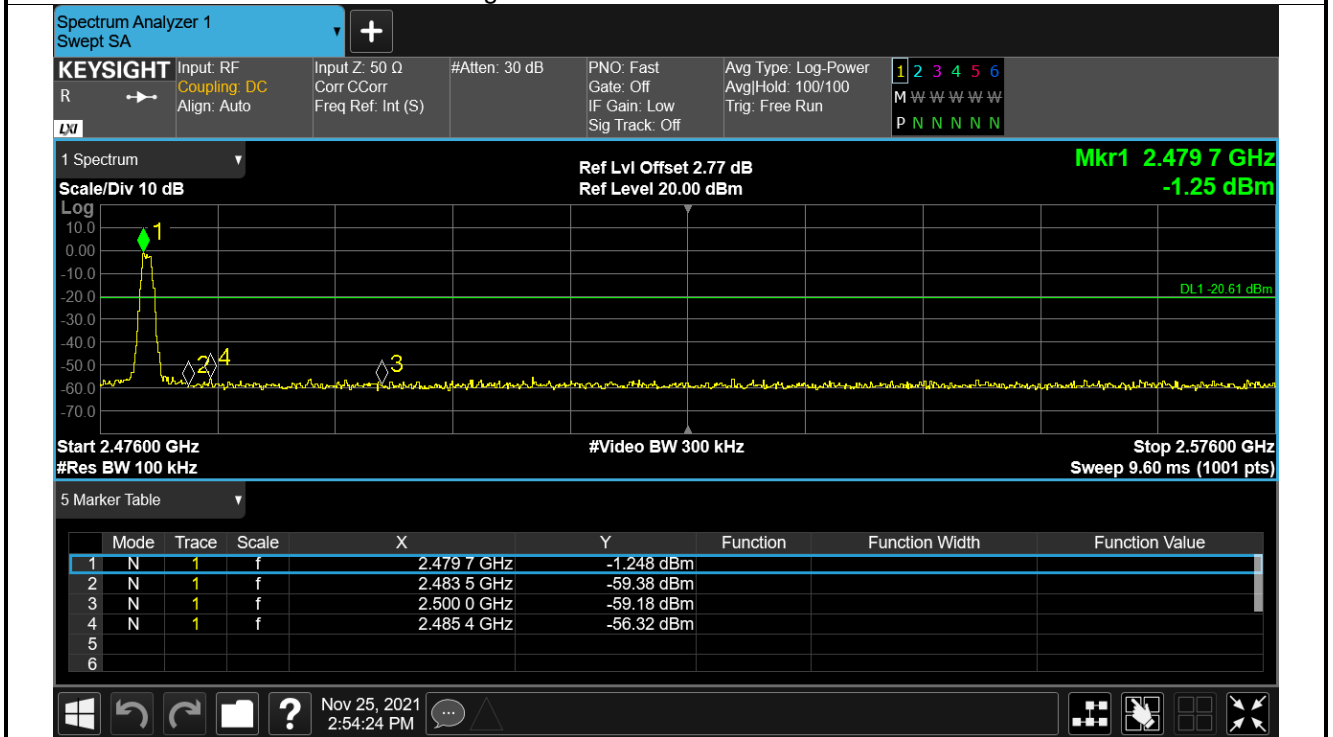 Spectrum Analyzer 1
Swept SA
KEYSIGHT
R
LXI
Input: RF
Coupling: DC
Align: Auto
Input Z: 50 Ω
Corr CCorr
Freq Ref: Int (S)
#Atten: 30 dB
PNO: Fast
Gate: Off
IF Gain: Low
Sig Track: Off
Avg Type: Log-Power
Avg|Hold: 100/100
Trig: Free Run
1 2 3 4 5 6
M W W W W W
P N N N N N
1 Spectrum
Scale/Div 10 dB
Ref Lvl Offset 2.77 dB
Ref Level 20.00 dBm
Mkr1 2.479 7 GHz
-1.25 dBm
Log
10.0
0.00
-10.0
-20.0
-30.0
-40.0
-50.0
-60.0
-70.0
1
DL1 -20.61 dBm
2
4
3
Start 2.47600 GHz
#Res BW 100 kHz
#Video BW 300 kHz
Stop 2.57600 GHz
Sweep 9.60 ms (1001 pts)
5 Marker Table
Mode Trace Scale X Y Function Function Width Function Value
1 N 1 f 2.479 7 GHz -1.248 dBm
2 N 1 f 2.483 5 GHz -59.38 dBm
3 N 1 f 2.500 0 GHz -59.18 dBm
4 N 1 f 2.485 4 GHz -56.32 dBm
5
6
?
Nov 25, 2021
2:54:24 PM